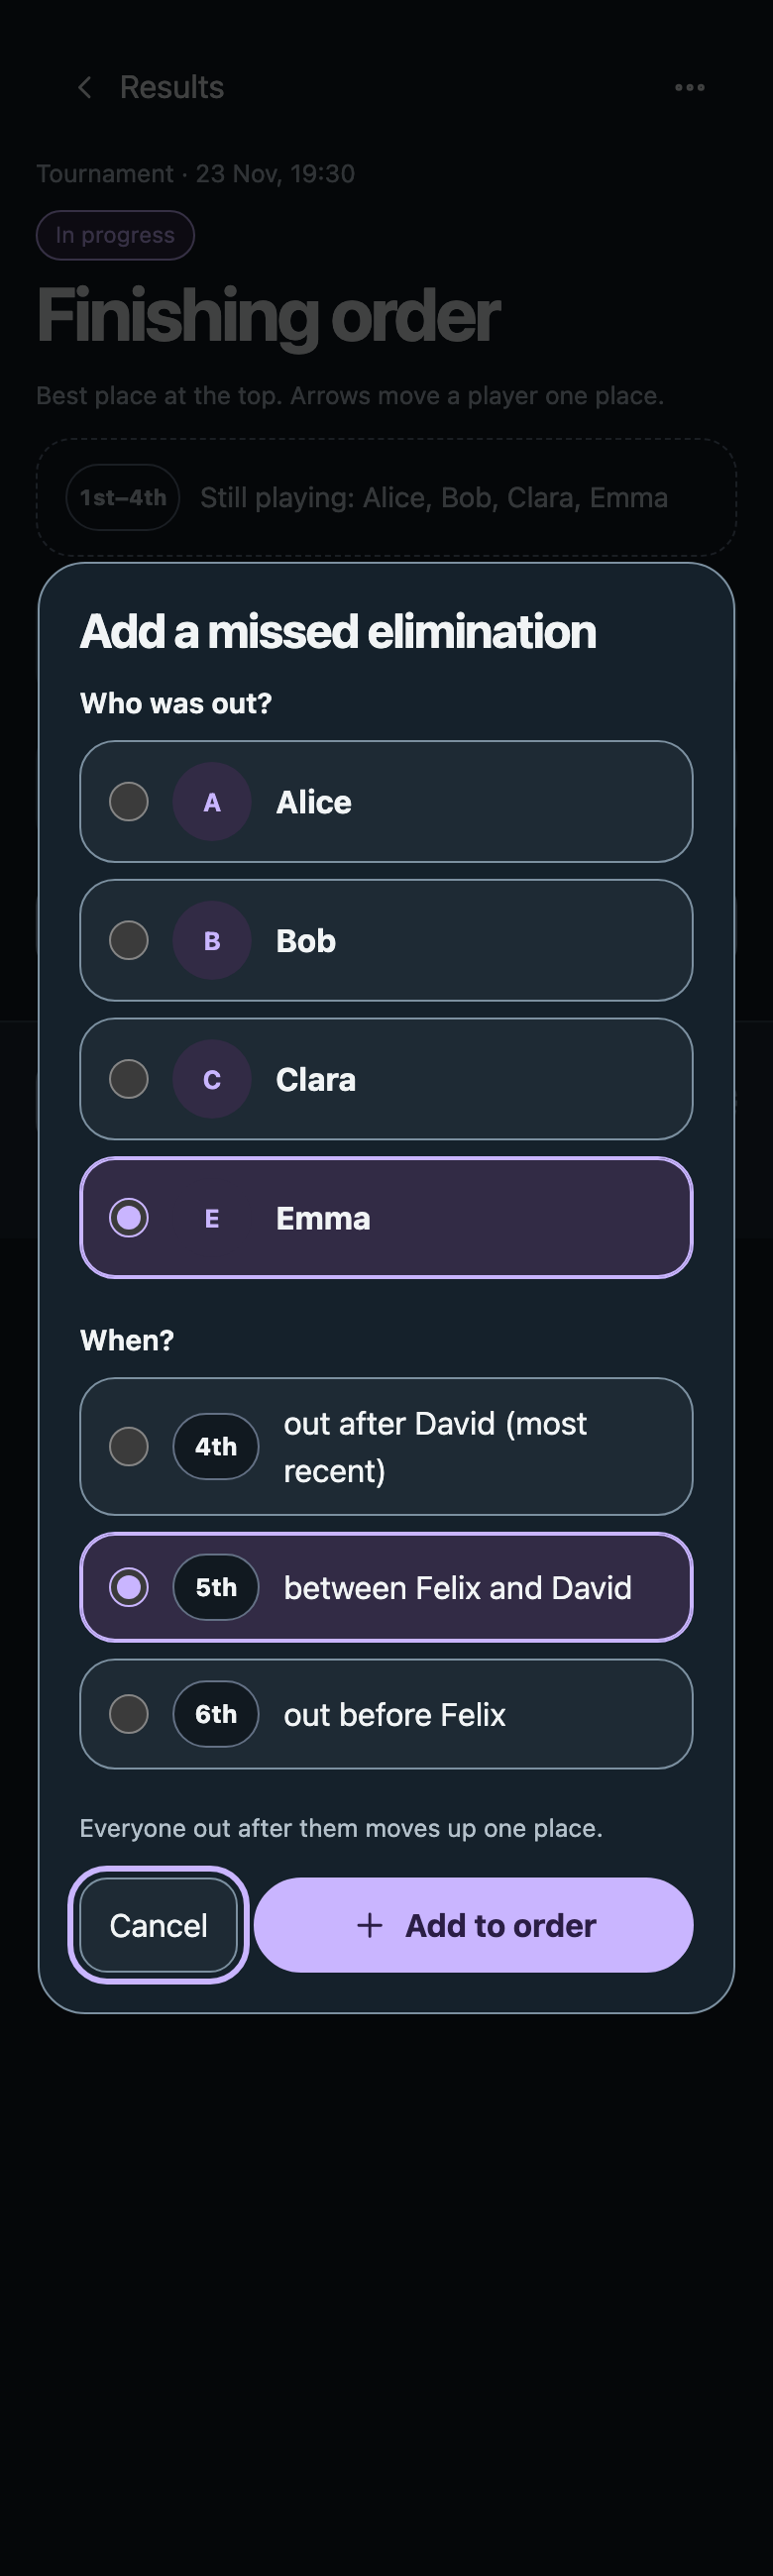 Results
Tournament · 23 Nov, 19:30
In progress
Finishing order
Best place at the top. Arrows move a player one place.
1st–4th Still playing: Alice, Bob, Clara, Emma
Add a missed elimination
Who was out?
A Alice
B Bob
C Clara
E Emma
When?
4th out after David (most
recent)
5th between Felix and David
6th out before Felix
Everyone out after them moves up one place.
Cancel + Add to order